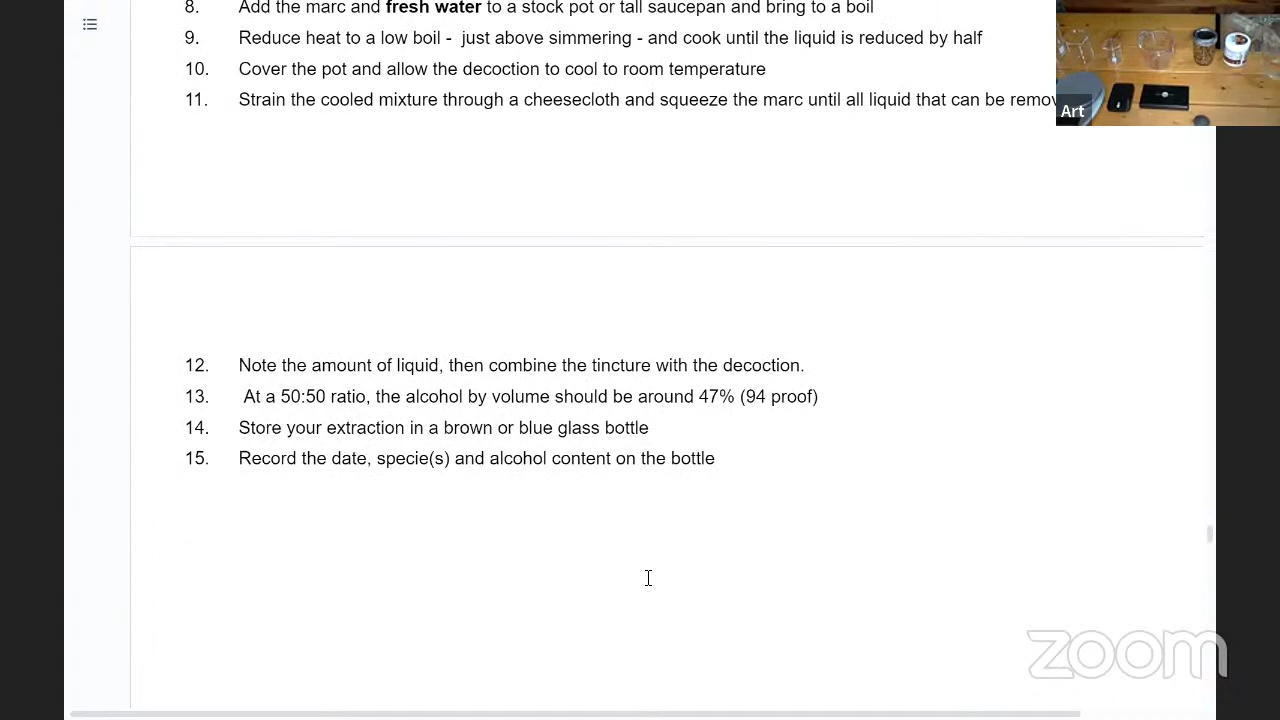 8. Add the marc and fresh water to a stock pot or tall saucepan and bring to a boil
9. Reduce heat to a low boil - just above simmering - and cook until the liquid is reduced by half
10. Cover the pot and allow the decoction to cool to room temperature
11. Strain the cooled mixture through a cheesecloth and squeeze the marc until all liquid that can be
Art
12. Note the amount of liquid, then combine the tincture with the decoction.
13. At a 50:50 ratio, the alcohol by volume should be around 47% (94 proof)
14. Store your extraction in a brown or blue glass bottle
15. Record the date, specie(s) and alcohol content on the bottle
zoom